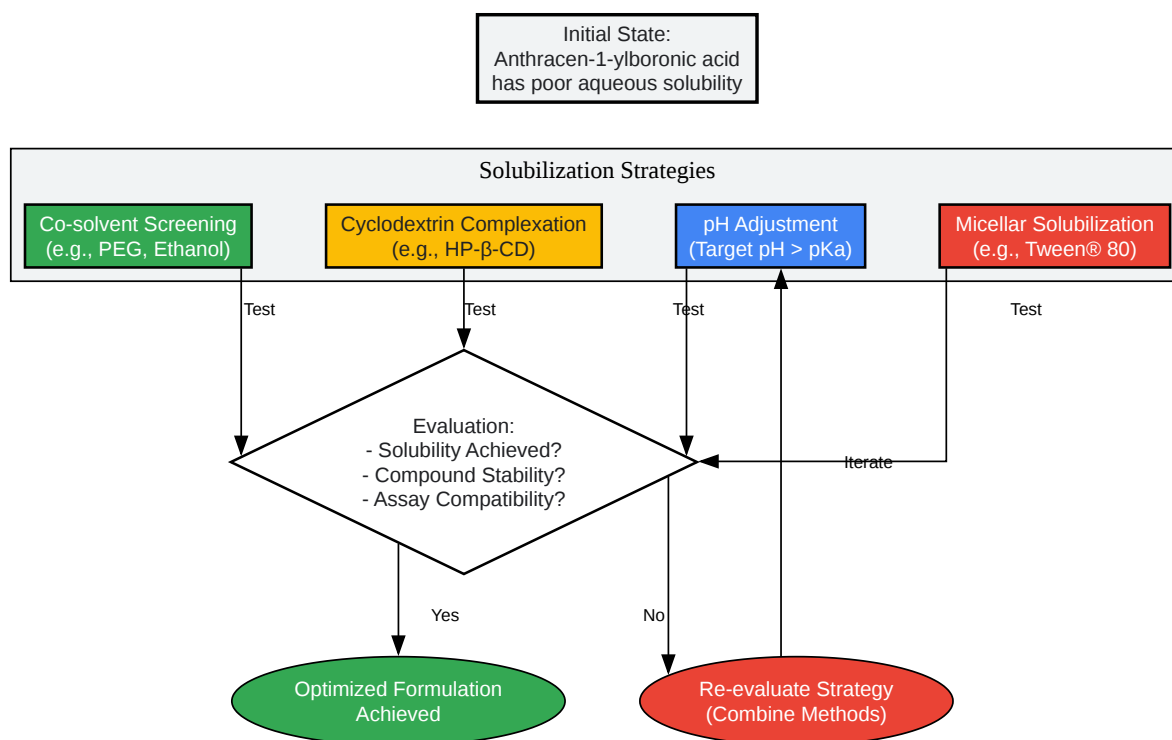 Initial State:
Anthracen-1-ylboronic acid
has poor aqueous solubility
Solubilization Strategies
Co-solvent Screening
(e.g., PEG, Ethanol)
Cyclodextrin Complexation
(e.g., HP-β-CD)
pH Adjustment
(Target pH > pKa)
Micellar Solubilization
(e.g., Tween® 80)
Test
Test
Test
Test
Evaluation:
- Solubility Achieved?
- Compound Stability?
- Assay Compatibility?
Iterate
Yes
No
Optimized Formulation
Achieved
Re-evaluate Strategy
(Combine Methods)